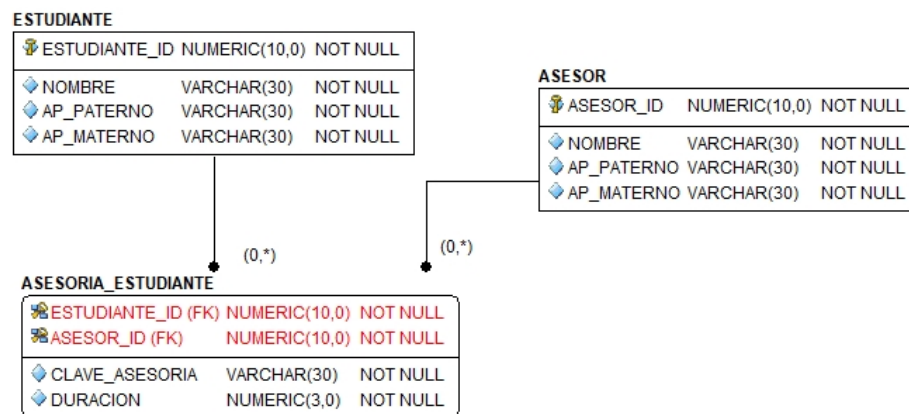 ESTUDIANTE
ESTUDIANTE_ID NUMERIC(10,0) NOT NULL
NOMBRE VARCHAR(30) NOT NULL
AP_PATERNO VARCHAR(30) NOT NULL
AP_MATERNO VARCHAR(30) NOT NULL
ASESOR
ASESOR_ID NUMERIC(10,0) NOT NULL
NOMBRE VARCHAR(30) NOT NULL
AP_PATERNO VARCHAR(30) NOT NULL
AP_MATERNO VARCHAR(30) NOT NULL
(0,*)
(0,*)
ASESORIA_ESTUDIANTE
ESTUDIANTE_ID (FK) NUMERIC(10,0) NOT NULL
ASESOR_ID (FK) NUMERIC(10,0) NOT NULL
CLAVE_ASESORIA VARCHAR(30) NOT NULL
DURACION NUMERIC(3,0) NOT NULL